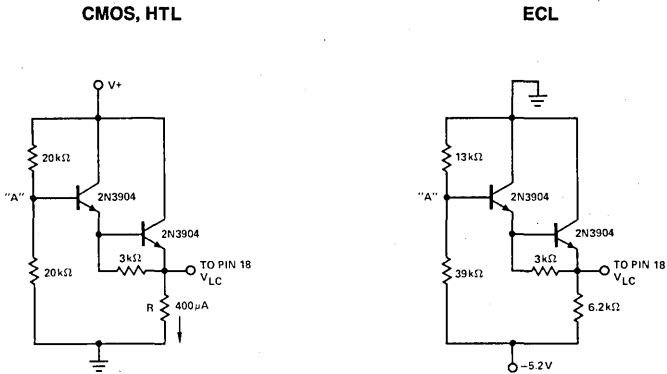 CMOS, HTL
V+
20kΩ
"A"
2N3904
2N3904
3kΩ
TO PIN 18
VLC
20kΩ
R
400μA
ECL
13kΩ
"A"
2N3904
2N3904
3kΩ
TO PIN 18
VLC
39kΩ
6.2kΩ
−5.2V